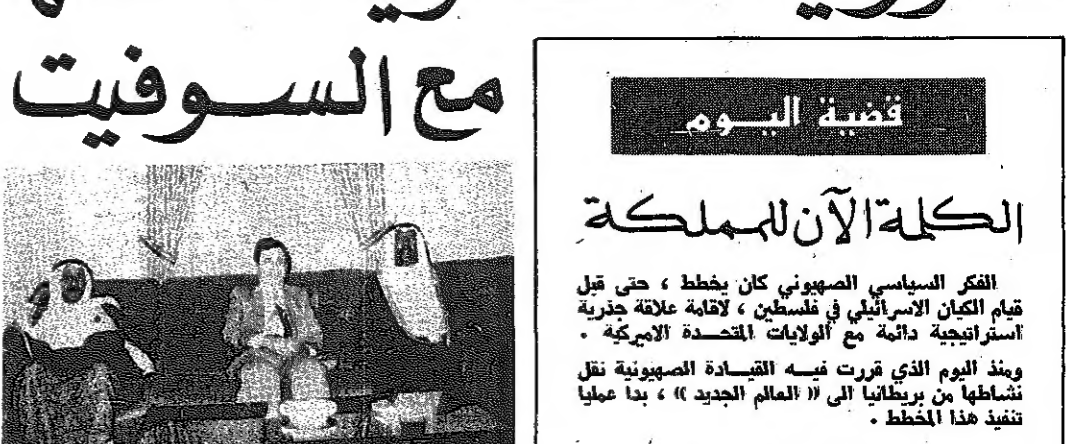 مع السوفيت
قضية اليوم
الكلمة الآن للمملكة
الفكر السياسي الصهيوني كان يخطط ، حتى قبل
قيام الكيان الاسرائيلي في فلسطين ، لاقامة علاقة جذرية
استراتيجية دائمة مع الولايات المتحدة الاميركية .
ومنذ اليوم الذي قررت فيه القيادة الصهيونية نقل
نشاطها من بريطانيا الى (( العالم الجديد )) ، بدا عمليا
تنفيذ هذا المخطط .